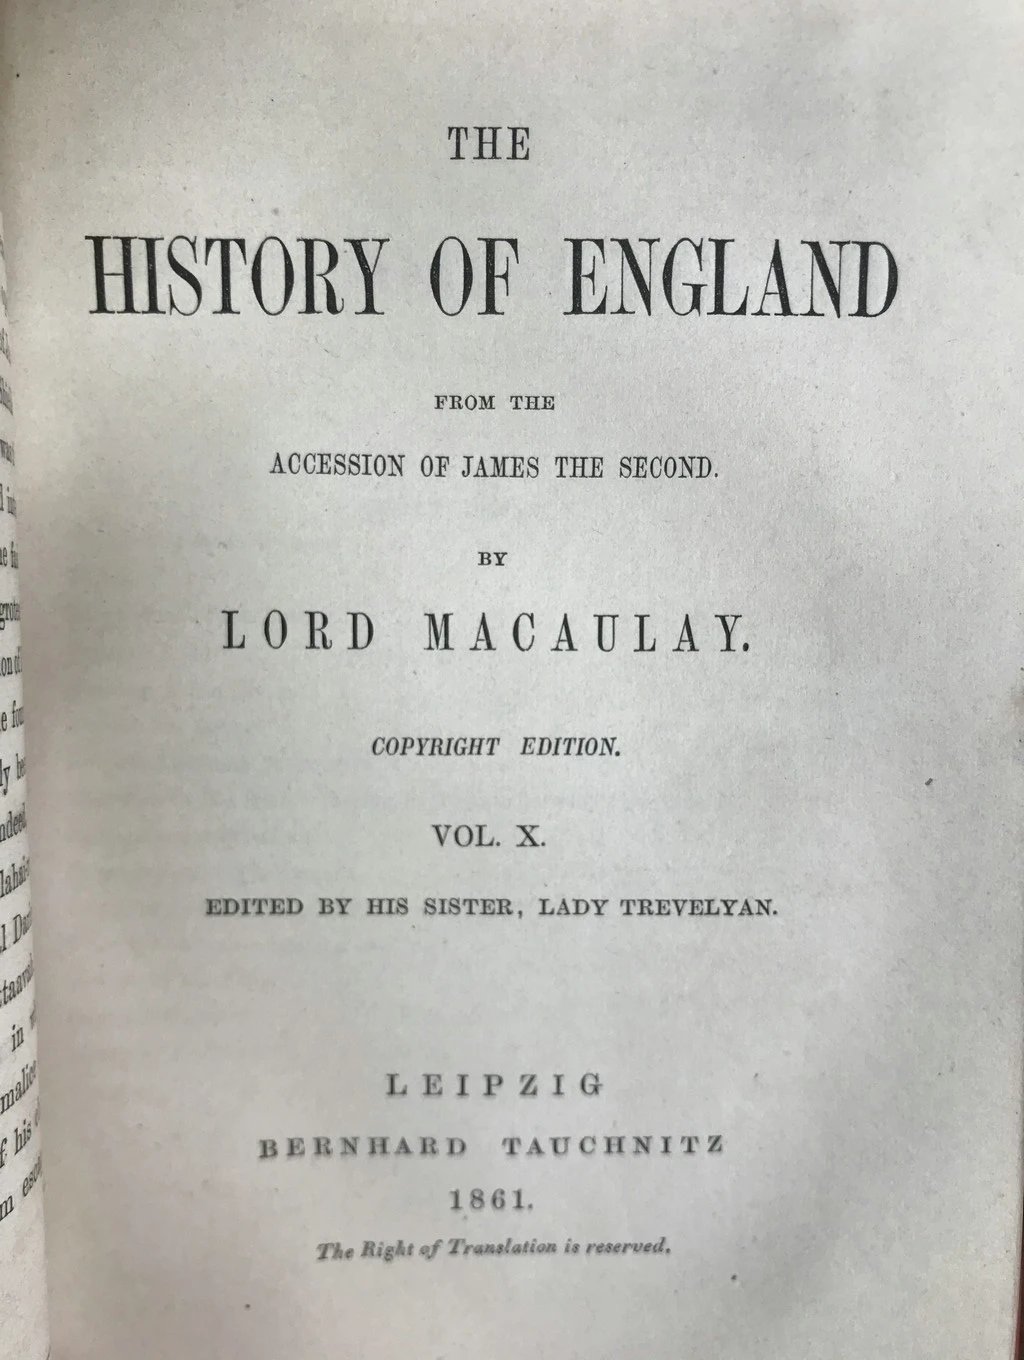 THE
HISTORY OF ENGLAND
FROM THE
ACCESSION OF JAMES THE SECOND.
BY
LORD MACAULAY.
COPYRIGHT EDITION.
VOL. X.
EDITED BY HIS SISTER, LADY TREVELYAN.
LEIPZIG
BERNHARD TAUCHNITZ
1861.
The Right of Translation is reserved.